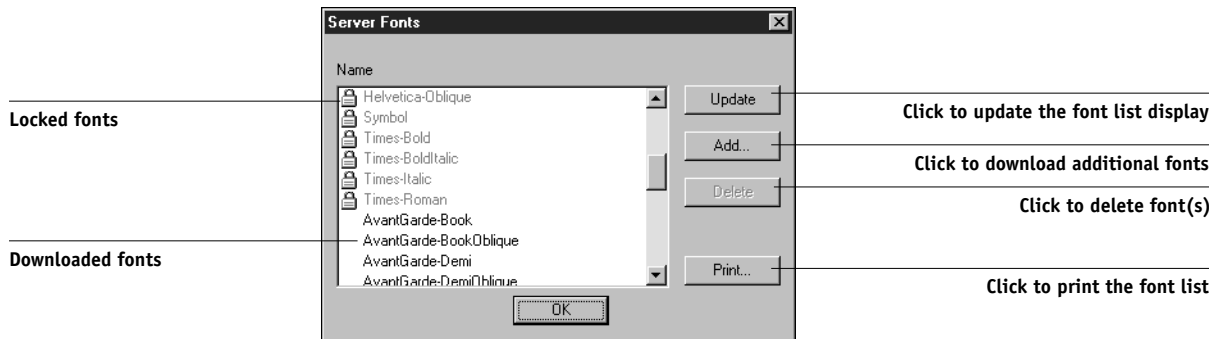 Server Fonts
Name
Helvetica-Oblique
Symbol
Times-Bold
Times-BoldItalic
Times-Italic
Times-Roman
AvantGarde-Book
AvantGarde-BookOblique
AvantGarde-Demi
AvantGarde-DemiOblique
Update
Add...
Delete
Print...
OK
Locked fonts
Downloaded fonts
Click to update the font list display
Click to download additional fonts
Click to delete font(s)
Click to print the font list